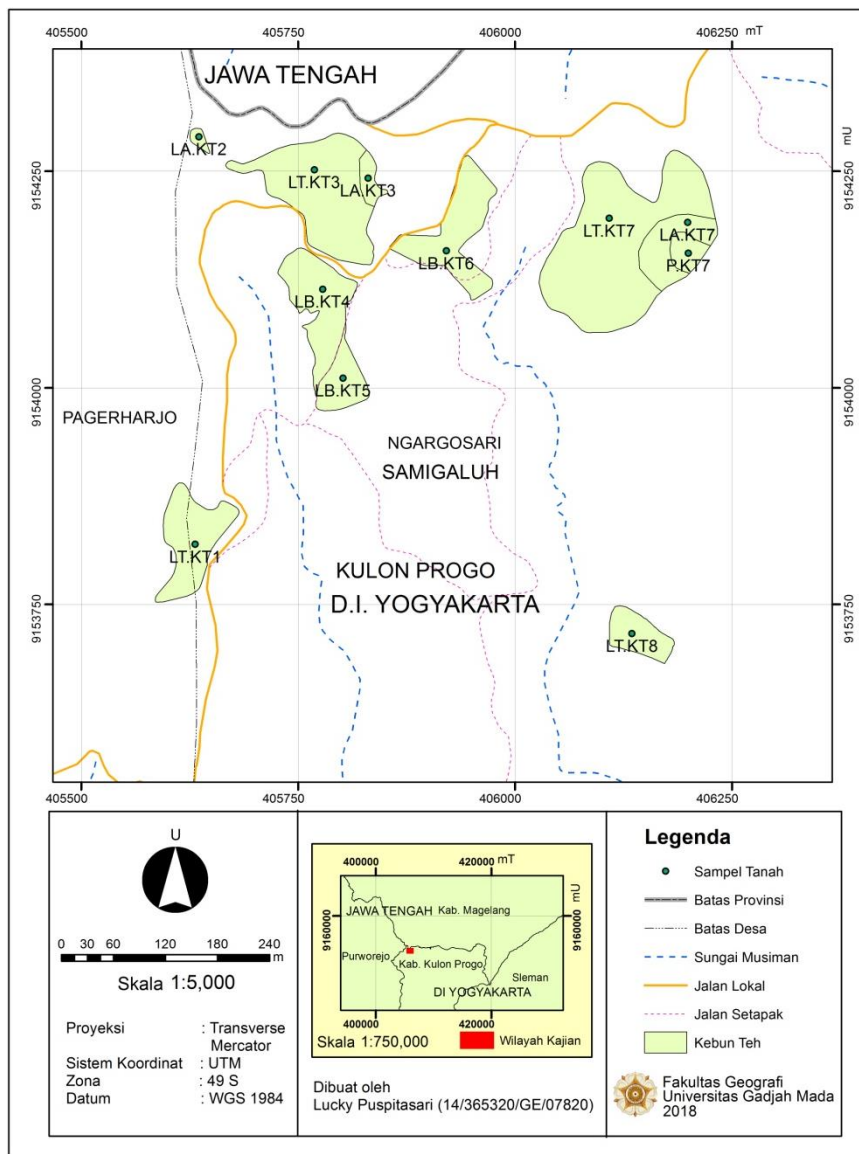 405500 405750 406000 406250 mT
JAWA TENGAH
mU
LA.KT2
9154250
LT.KT3
LA.KT3
LT.KT7
LA.KT7
P.KT7
LB.KT6
9154250
LB.KT4
9154000
LB.KT5
9154000
PAGERHARJO
NGARGOSARI
SAMIGALUH
LT.KT1
KULON PROGO
D.I. YOGYAKARTA
9153750
LT.KT8
9153750
405500 405750 406000 406250
U
0 30 60 120 180 240 m
Skala 1:5,000
Proyeksi : Transverse
Mercator
Sistem Koordinat : UTM
Zona : 49 S
Datum : WGS 1984
400000 420000 mT
mU
9160000
JAWA TENGAH Kab. Magelang
9160000
Purworejo
Kab. Kulon Progo
Sleman
DI YOGYAKARTA
400000 420000
Skala 1:750,000
Wilayah Kajian
Dibuat oleh
Lucky Puspitasari (14/365320/GE/07820)
Legenda
Sampel Tanah
Batas Provinsi
Batas Desa
Sungai Musiman
Jalan Lokal
Jalan Setapak
Kebun Teh
Fakultas Geografi
Universitas Gadjah Mada
2018